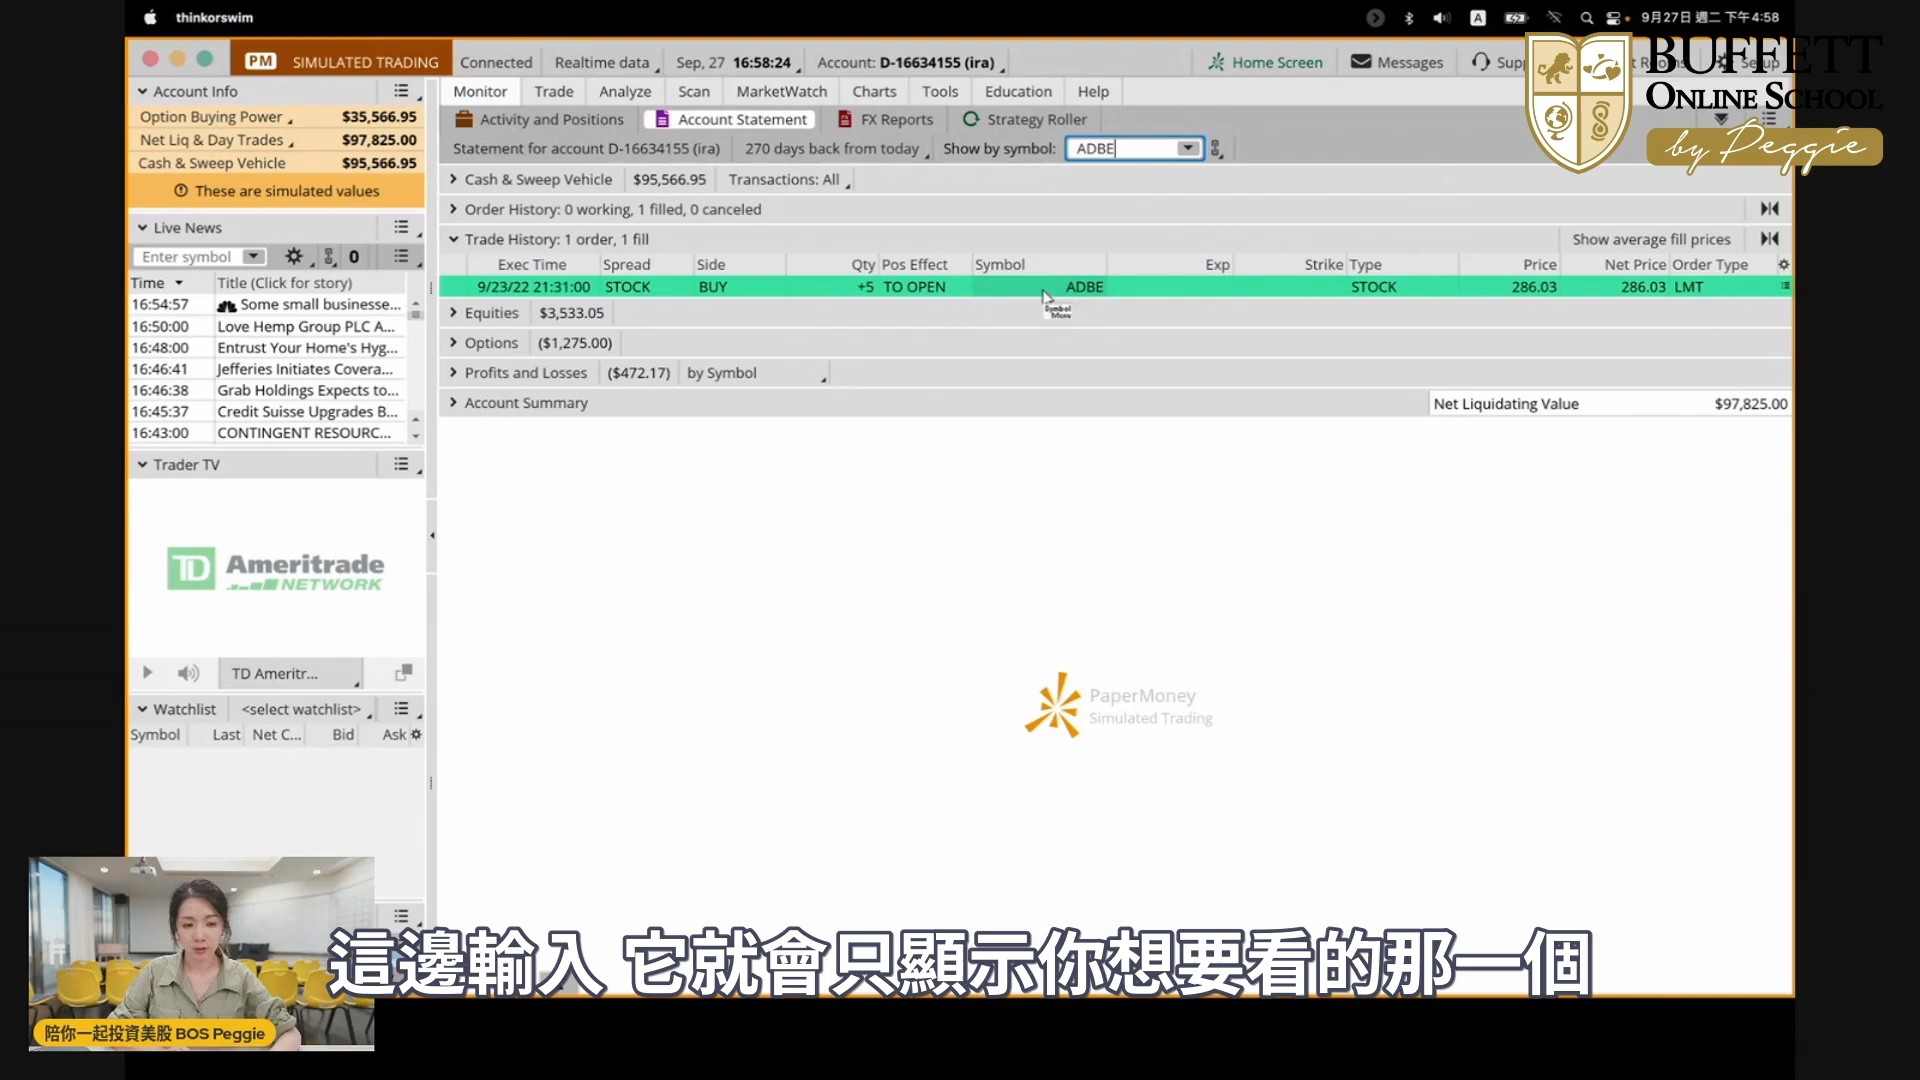 thinkorswim
A
9月27日 週二 下午4:58
PM SIMULATED TRADING
Connected
Realtime data
Sep, 27 16:58:24
Account: D-16634155 (ira)
Home Screen
Messages
BUFFETT
ONLINE SCHOOL
by Peggie
Account Info
Option Buying Power $35,566.95
Net Liq & Day Trades $97,825.00
Cash & Sweep Vehicle $95,566.95
These are simulated values
Live News
Enter symbol 0
Time Title (Click for story)
16:54:57 Some small businesse...
16:50:00 Love Hemp Group PLC A...
16:48:00 Entrust Your Home's Hyg...
16:46:41 Jefferies Initiates Covera...
16:46:38 Grab Holdings Expects to...
16:45:37 Credit Suisse Upgrades B...
16:43:00 CONTINGENT RESOURC...
Trader TV
TD Ameritrade
NETWORK
TD Ameritr...
Watchlist <select watchlist>
Symbol Last Net C... Bid Ask
Monitor Trade Analyze Scan MarketWatch Charts Tools Education Help
Activity and Positions Account Statement FX Reports Strategy Roller
Statement for account D-16634155 (ira) 270 days back from today Show by symbol: ADBE
Cash & Sweep Vehicle $95,566.95 Transactions: All
Order History: 0 working, 1 filled, 0 canceled
Trade History: 1 order, 1 fill Show average fill prices
Exec Time Spread Side Qty Pos Effect Symbol Exp Strike Type Price Net Price Order Type
9/23/22 21:31:00 STOCK BUY +5 TO OPEN ADBE STOCK 286.03 286.03 LMT
Symbol
Menu
Equities $3,533.05
Options ($1,275.00)
Profits and Losses ($472.17) by Symbol
Account Summary Net Liquidating Value $97,825.00
PaperMoney
Simulated Trading
這邊輸入 它就會只顯示你想要看的那一個
陪你一起投資美股 BOS Peggie